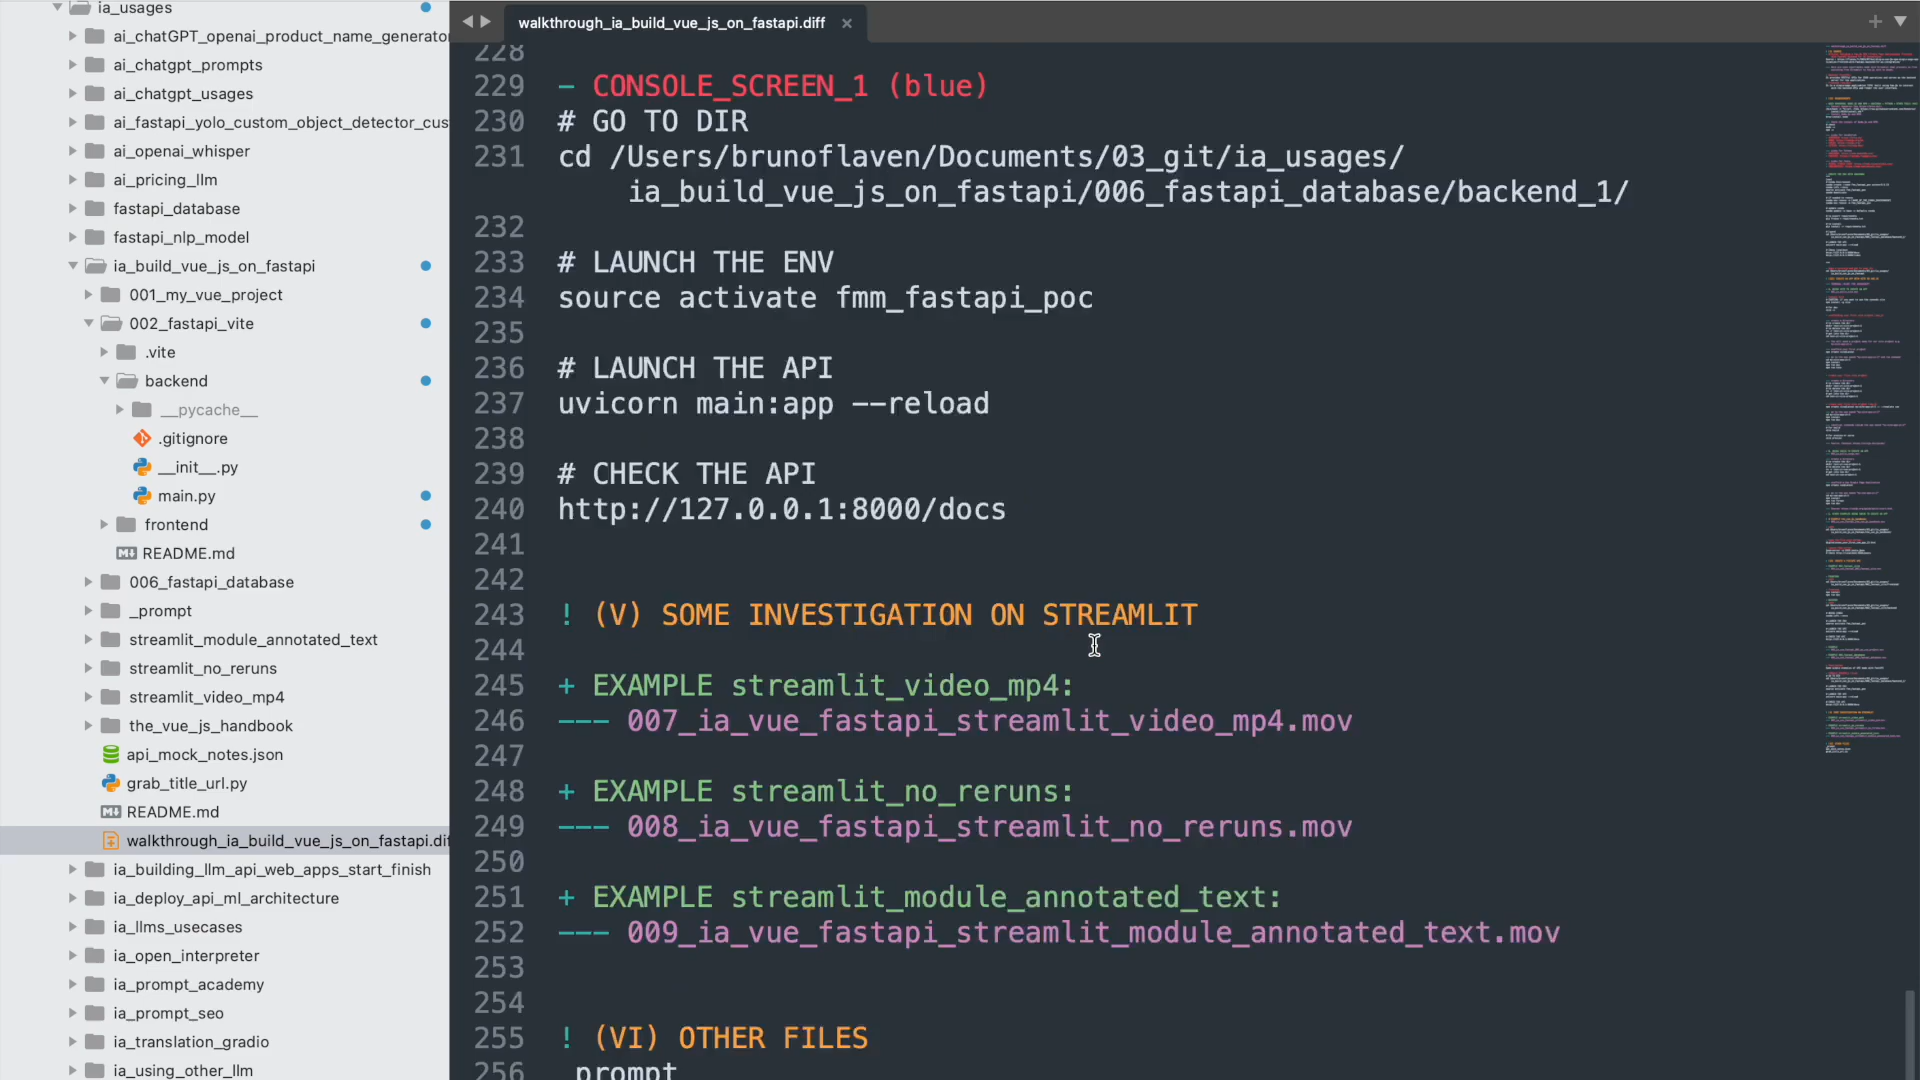 ia_usages
ai_chatGPT_openai_product_name_generator
ai_chatgpt_prompts
ai_chatgpt_usages
ai_fastapi_yolo_custom_object_detector_cus
ai_openai_whisper
ai_pricing_llm
fastapi_database
fastapi_nlp_model
ia_build_vue_js_on_fastapi
001_my_vue_project
002_fastapi_vite
.vite
backend
__pycache__
.gitignore
__init__.py
main.py
frontend
README.md
006_fastapi_database
_prompt
streamlit_module_annotated_text
streamlit_no_reruns
streamlit_video_mp4
the_vue_js_handbook
api_mock_notes.json
grab_title_url.py
README.md
walkthrough_ia_build_vue_js_on_fastapi.dif
ia_building_llm_api_web_apps_start_finish
ia_deploy_api_ml_architecture
ia_llms_usecases
ia_open_interpreter
ia_prompt_academy
ia_prompt_seo
ia_translation_gradio
ia_using_other_llm
walkthrough_ia_build_vue_js_on_fastapi.diff ×
228
229 - CONSOLE_SCREEN_1 (blue)
230 # GO TO DIR
231 cd /Users/brunoflaven/Documents/03_git/ia_usages/
ia_build_vue_js_on_fastapi/006_fastapi_database/backend_1/
232
233 # LAUNCH THE ENV
234 source activate fmm_fastapi_poc
235
236 # LAUNCH THE API
237 uvicorn main:app --reload
238
239 # CHECK THE API
240 http://127.0.0.1:8000/docs
241
242
243 ! (V) SOME INVESTIGATION ON STREAMLIT
244
245 + EXAMPLE streamlit_video_mp4:
246 --- 007_ia_vue_fastapi_streamlit_video_mp4.mov
247
248 + EXAMPLE streamlit_no_reruns:
249 --- 008_ia_vue_fastapi_streamlit_no_reruns.mov
250
251 + EXAMPLE streamlit_module_annotated_text:
252 --- 009_ia_vue_fastapi_streamlit_module_annotated_text.mov
253
254
255 ! (VI) OTHER FILES
256 _prompt